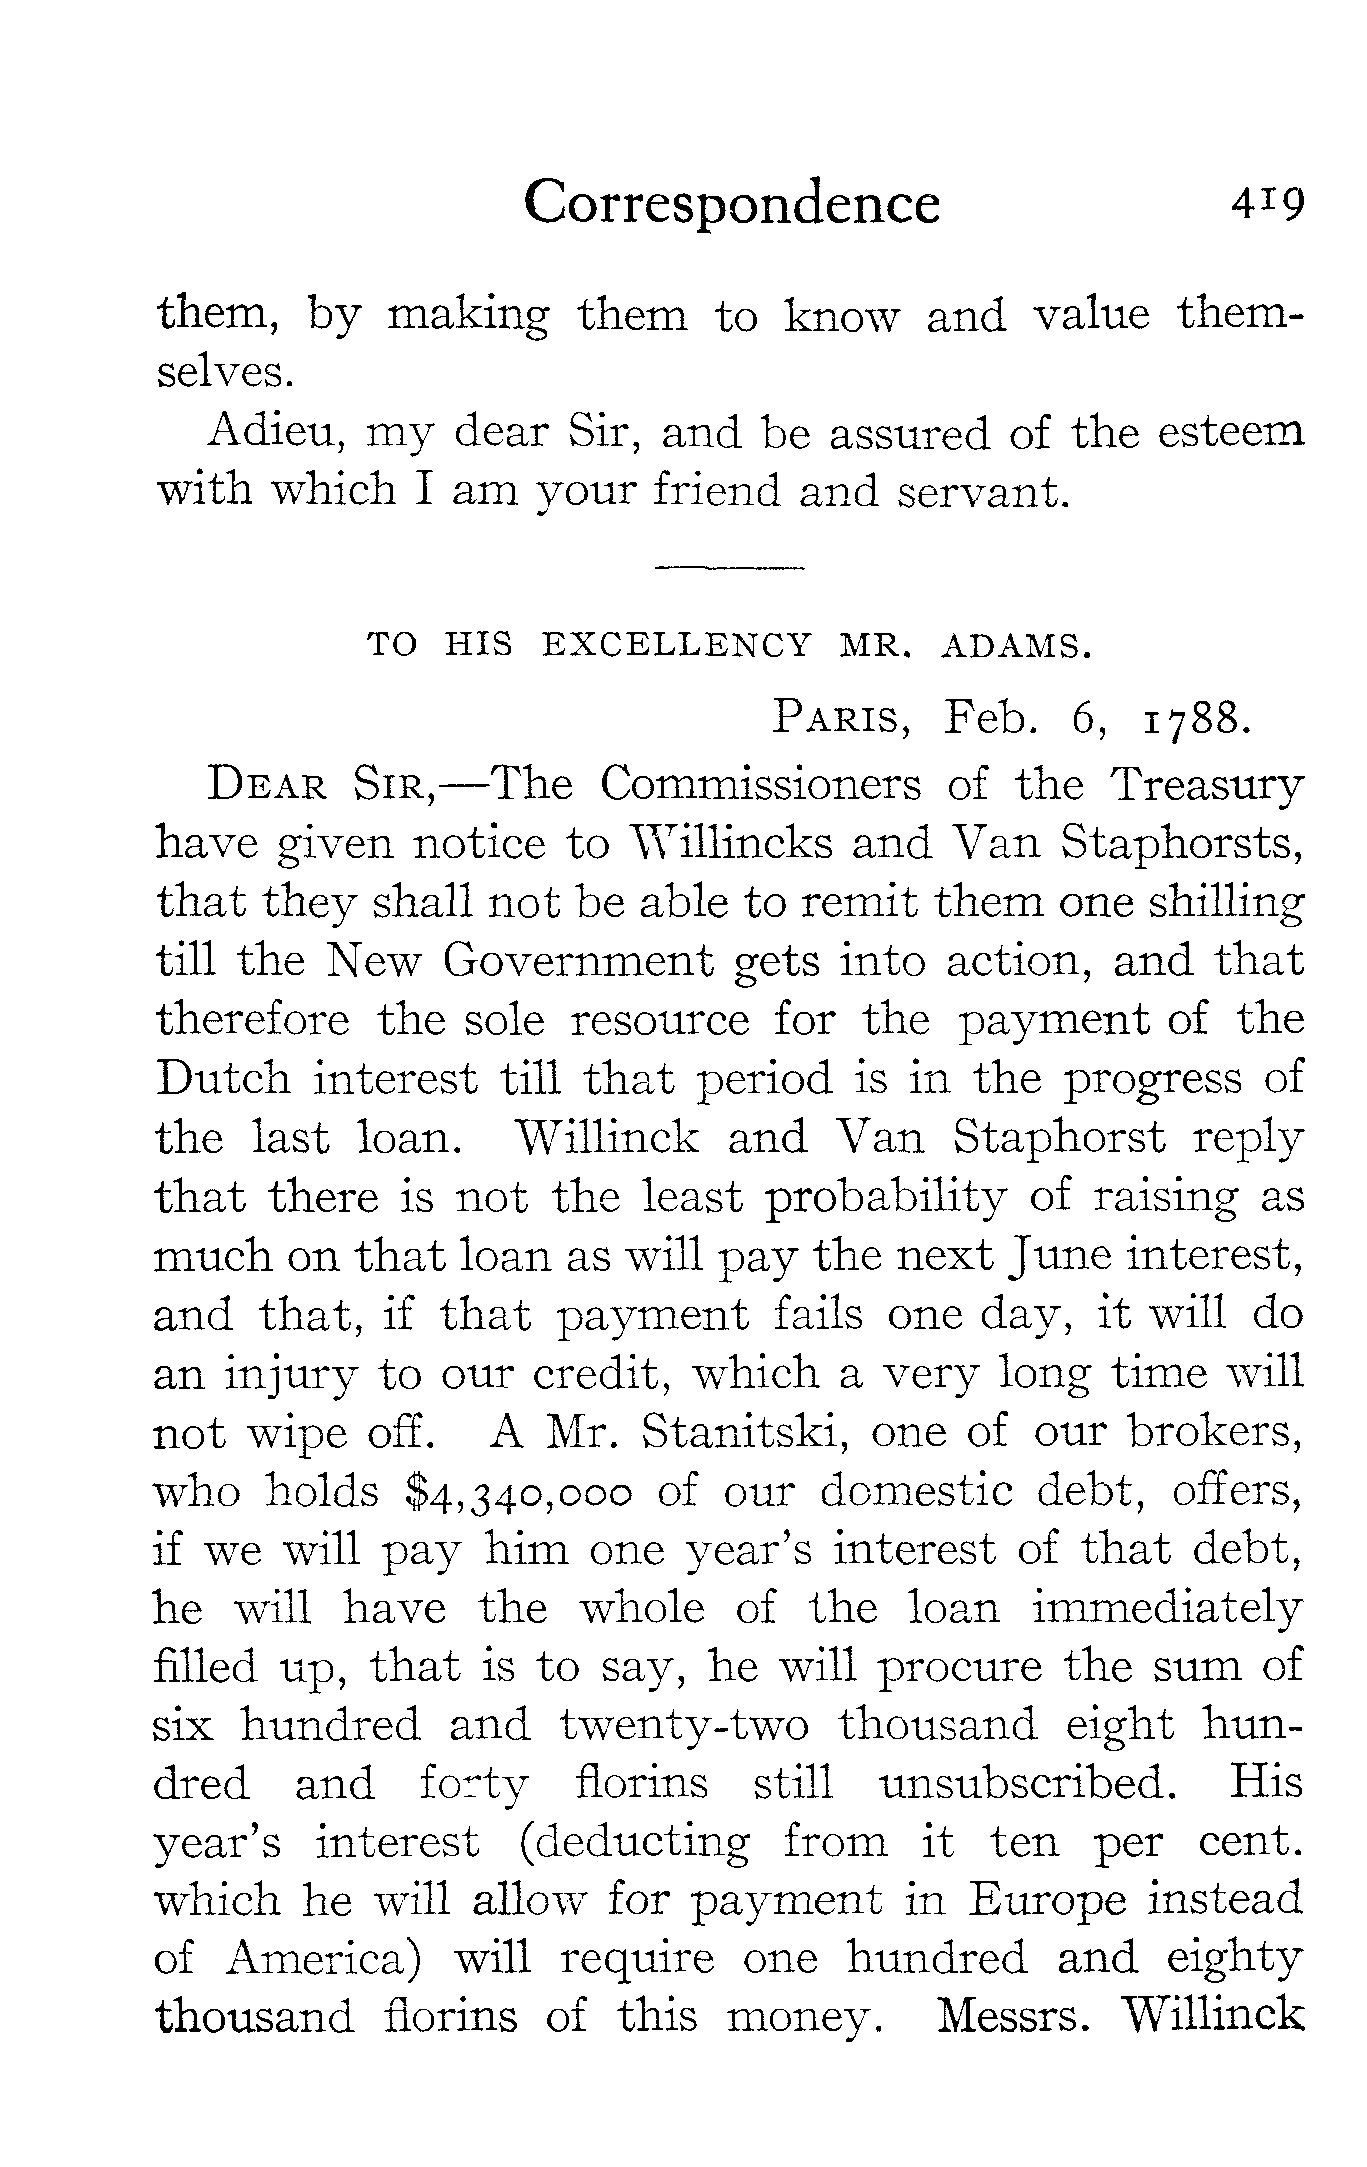 Correspondence 419
them, by making them to know and value them-
selves.
Adieu, my dear Sir, and be assured of the esteem
with which I am your friend and servant.
TO HIS EXCELLENCY MR. ADAMS.
PARIS, Feb. 6, 1788.
DEAR SIR,—The Commissioners of the Treasury
have given notice to Willincks and Van Staphorsts,
that they shall not be able to remit them one shilling
till the New Government gets into action, and that
therefore the sole resource for the payment of the
Dutch interest till that period is in the progress of
the last loan. Willinck and Van Staphorst reply
that there is not the least probability of raising as
much on that loan as will pay the next June interest,
and that, if that payment fails one day, it will do
an injury to our credit, which a very long time will
not wipe off. A Mr. Stanitski, one of our brokers,
who holds $4,340,000 of our domestic debt, offers,
if we will pay him one year's interest of that debt,
he will have the whole of the loan immediately
filled up, that is to say, he will procure the sum of
six hundred and twenty-two thousand eight hun-
dred and forty florins still unsubscribed. His
year's interest (deducting from it ten per cent.
which he will allow for payment in Europe instead
of America) will require one hundred and eighty
thousand florins of this money. Messrs. Willinck